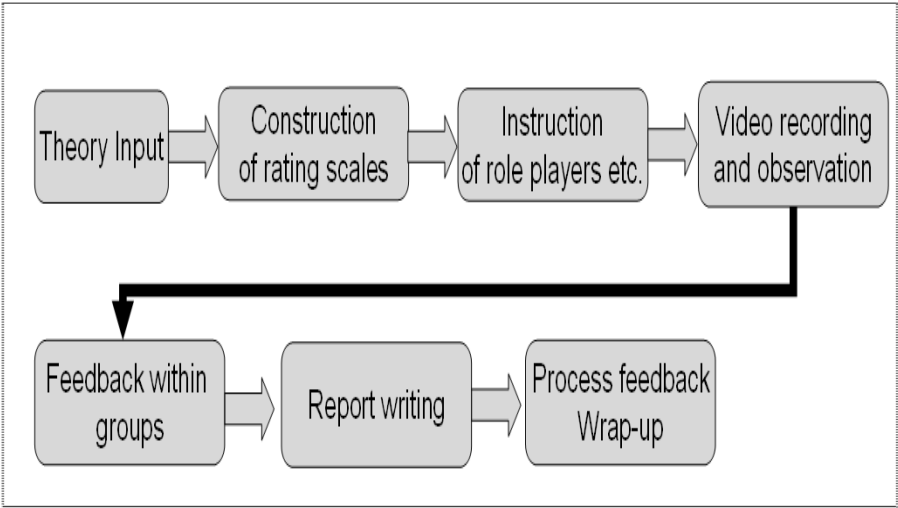 Theory Input
Construction
of rating scales
Instruction
of role players etc.
Video recording
and observation
Feedback within
groups
Report writing
Process feedback
Wrap-up